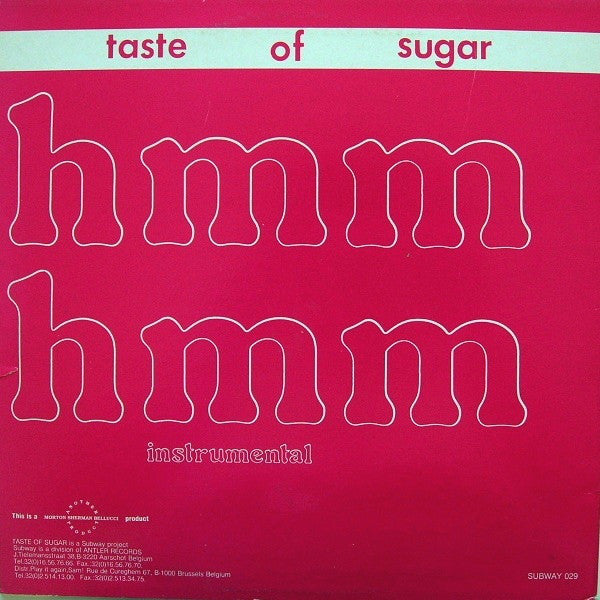 taste of sugar
hmm
hmm
instrumental
This is a MORTON SHERMAN BELLUCCI product
ANOTHER PRODUCT
TASTE OF SUGAR is a Subway project
Subway is a division of ANTLER RECORDS
J.Tielemansstraat 38,B-3220 Aarschot Belgium
Tel.32(0)16.56.76.66. Fax.:32(0)16.56.76.70.
Distr.Play it again,Sam! Rue de Cureghem 67, B-1000 Brussels Belgium
Tel.32(0)2.514.13.00. Fax.:32(0)2.513.34.75.
SUBWAY 029